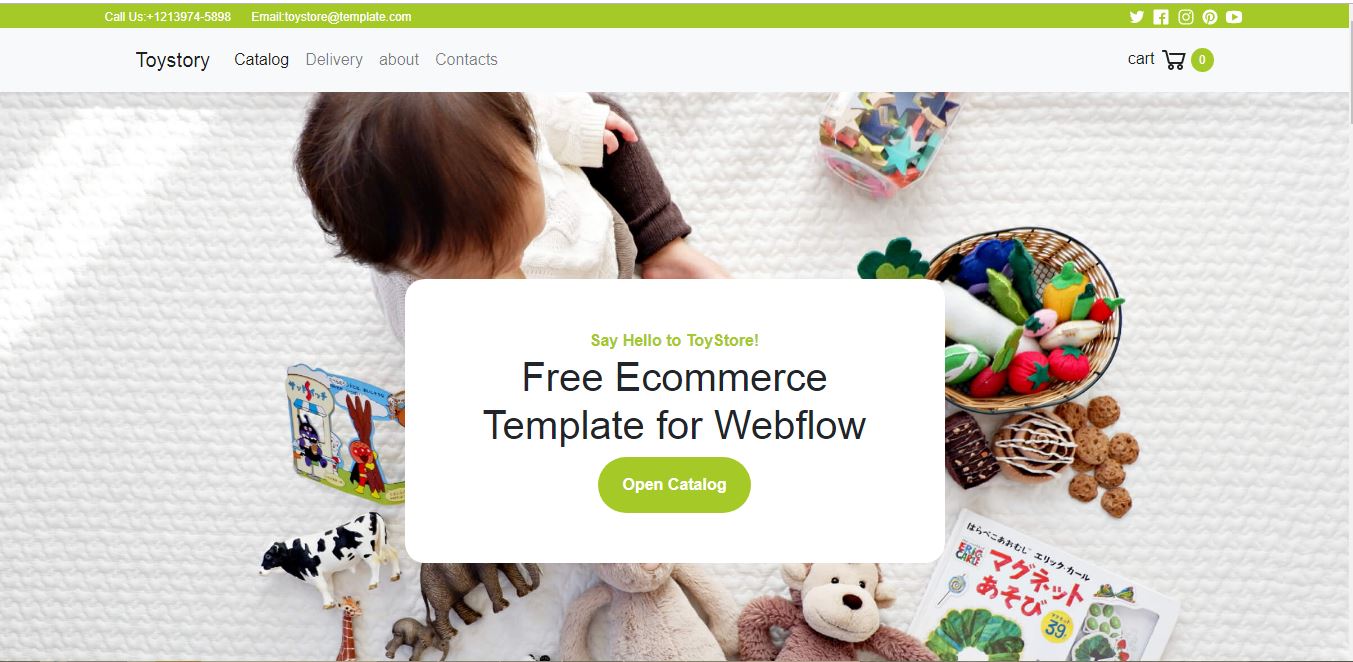 Call Us:+1213974-5898 Email:toystore@template.com
Toystory Catalog Delivery about Contacts cart 0
Say Hello to ToyStore!
Free Ecommerce
Template for Webflow
Open Catalog
はらぺこあおむし エリック・カール
ERIC CARLE
マグネット
あそび
39